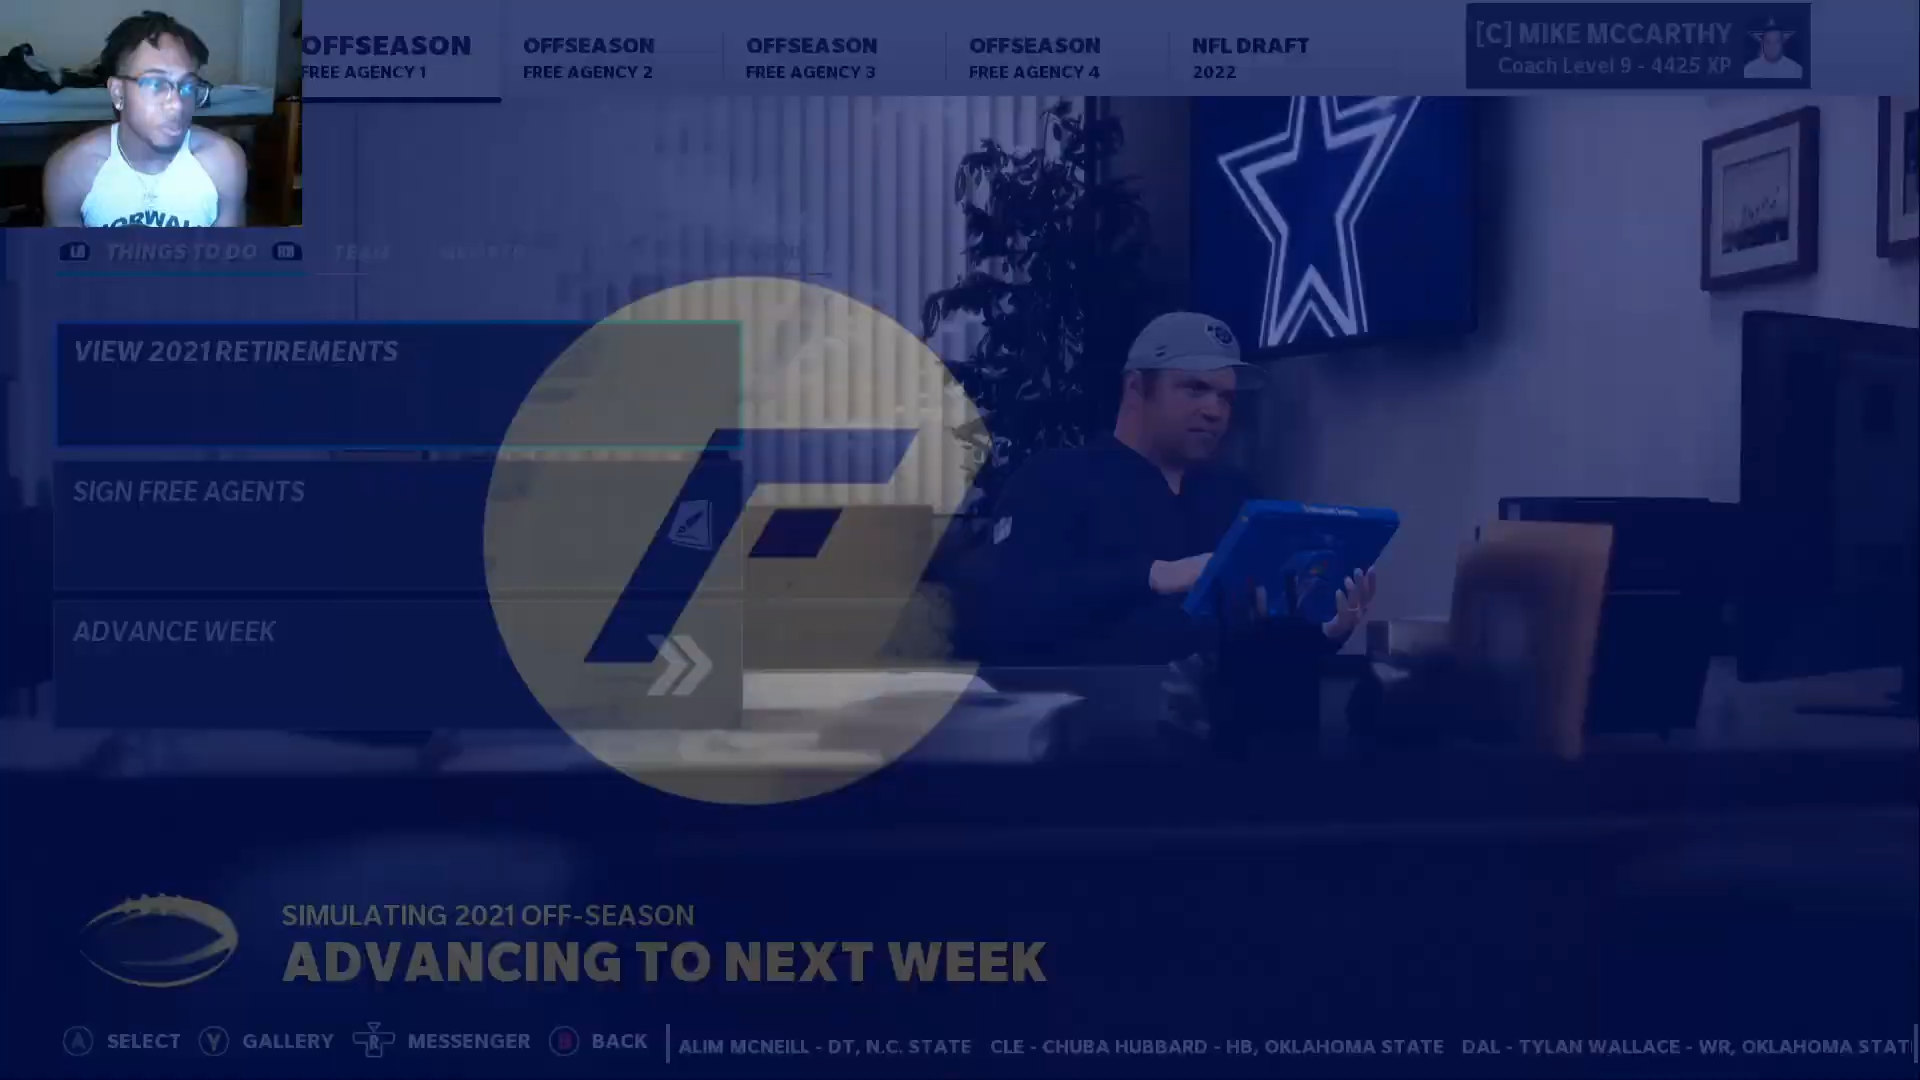 OFFSEASON
FREE AGENCY 1
OFFSEASON
FREE AGENCY 2
OFFSEASON
FREE AGENCY 3
OFFSEASON
FREE AGENCY 4
NFL DRAFT
2022
[C] MIKE MCCARTHY
Coach Level 9 - 4425 XP
LB THINGS TO DO RB TEAM
VIEW 2021 RETIREMENTS
SIGN FREE AGENTS
ADVANCE WEEK
SIMULATING 2021 OFF-SEASON
ADVANCING TO NEXT WEEK
A SELECT Y GALLERY R MESSENGER B BACK
ALIM MCNEILL - DT, N.C. STATE CLE - CHUBA HUBBARD - HB, OKLAHOMA STATE DAL - TYLAN WALLACE - WR, OKLAHOMA STAT